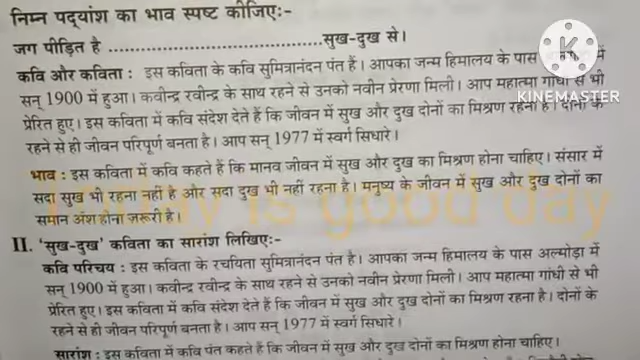 निम्न पद्यांश का भाव स्पष्ट कीजिए:-
जग पीड़ित है ........................................सुख-दुख से।
कवि और कविता : इस कविता के कवि सुमित्रानंदन पंत हैं। आपका जन्म हिमालय के पास में
सन् 1900 में हुआ। कवीन्द्र रवीन्द्र के साथ रहने से उनको नवीन प्रेरणा मिली। आप महात्मा गांधी से भी
प्रेरित हुए। इस कविता में कवि संदेश देते हैं कि जीवन में सुख और दुख दोनों का मिश्रण रहना है। दोनों के
रहने से ही जीवन परिपूर्ण बनता है। आप सन् 1977 में स्वर्ग सिधारे।
भाव : इस कविता में कवि कहते हैं कि मानव जीवन में सुख और दुख का मिश्रण होना चाहिए। संसार में
सदा सुख भी रहना नहीं है और सदा दुख भी नहीं रहना है। मनुष्य के जीवन में सुख और दुख दोनों का
समान अंश होना ज़रूरी है।
II. 'सुख-दुख' कविता का सारांश लिखिए:-
कवि परिचय : इस कविता के रचयिता सुमित्रानंदन पंत है। आपका जन्म हिमालय के पास अल्मोड़ा में
सन् 1900 में हुआ। कवीन्द्र रवीन्द्र के साथ रहने से उनको नवीन प्रेरणा मिली। आप महात्मा गांधी से भी
प्रेरित हुए। इस कविता में कवि संदेश देते हैं कि जीवन में सुख और दुख दोनों का मिश्रण रहना है। दोनों के
रहने से ही जीवन परिपूर्ण बनता है। आप सन् 1977 में स्वर्ग सिधारे।
सारांश : इस कविता में कवि पंत कहते हैं कि जीवन में सुख और दुख दोनों का मिश्रण होना चाहिए।
KINEMASTER
Today is good day